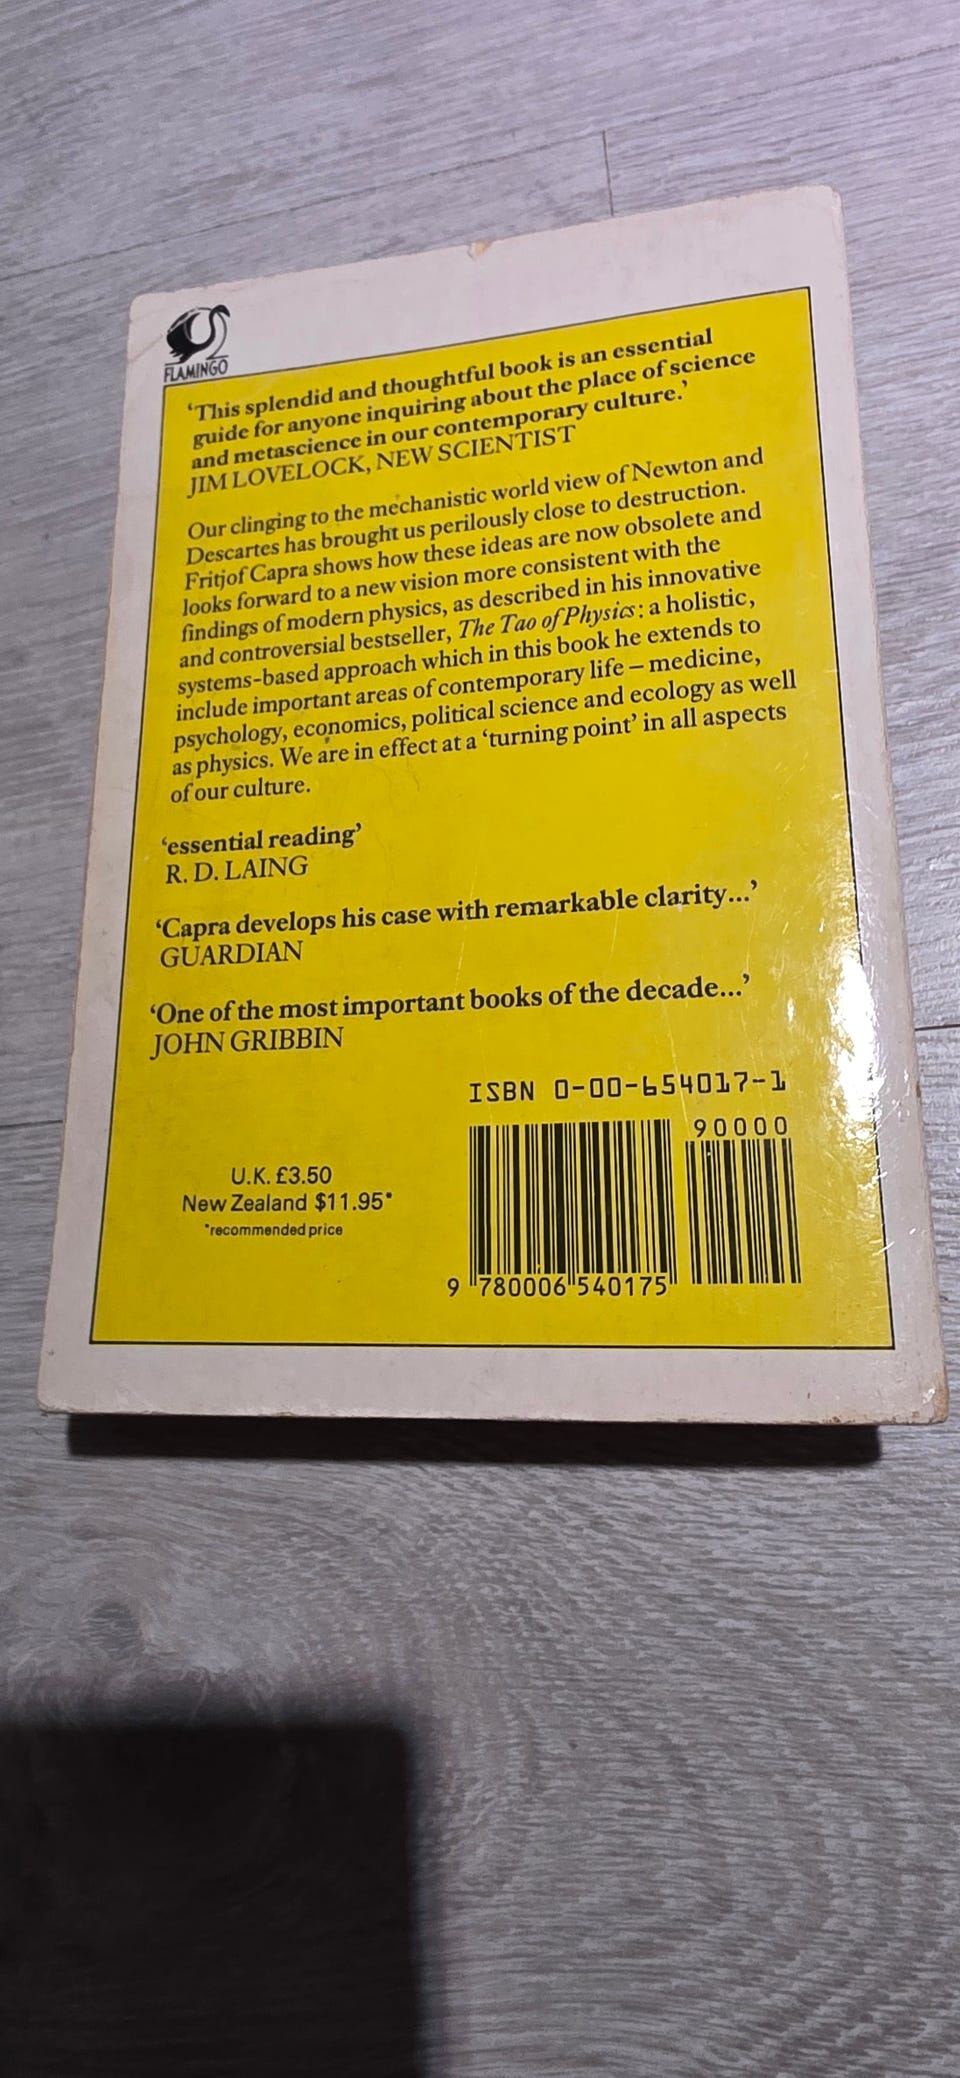 FLAMINGO
‘This splendid and thoughtful book is an essential
guide for anyone inquiring about the place of science
and metascience in our contemporary culture.’
JIM LOVELOCK, NEW SCIENTIST
Our clinging to the mechanistic world view of Newton and
Descartes has brought us perilously close to destruction.
Fritjof Capra shows how these ideas are now obsolete and
looks forward to a new vision more consistent with the
findings of modern physics, as described in his innovative
and controversial bestseller, The Tao of Physics: a holistic,
systems-based approach which in this book he extends to
include important areas of contemporary life – medicine,
psychology, economics, political science and ecology as well
as physics. We are in effect at a ‘turning point’ in all aspects
of our culture.
‘essential reading’
R. D. LAING
‘Capra develops his case with remarkable clarity...’
GUARDIAN
‘One of the most important books of the decade...’
JOHN GRIBBIN
ISBN 0-00-654017-1
90000
U.K. £3.50
New Zealand $11.95*
*recommended price
9 780006 540175